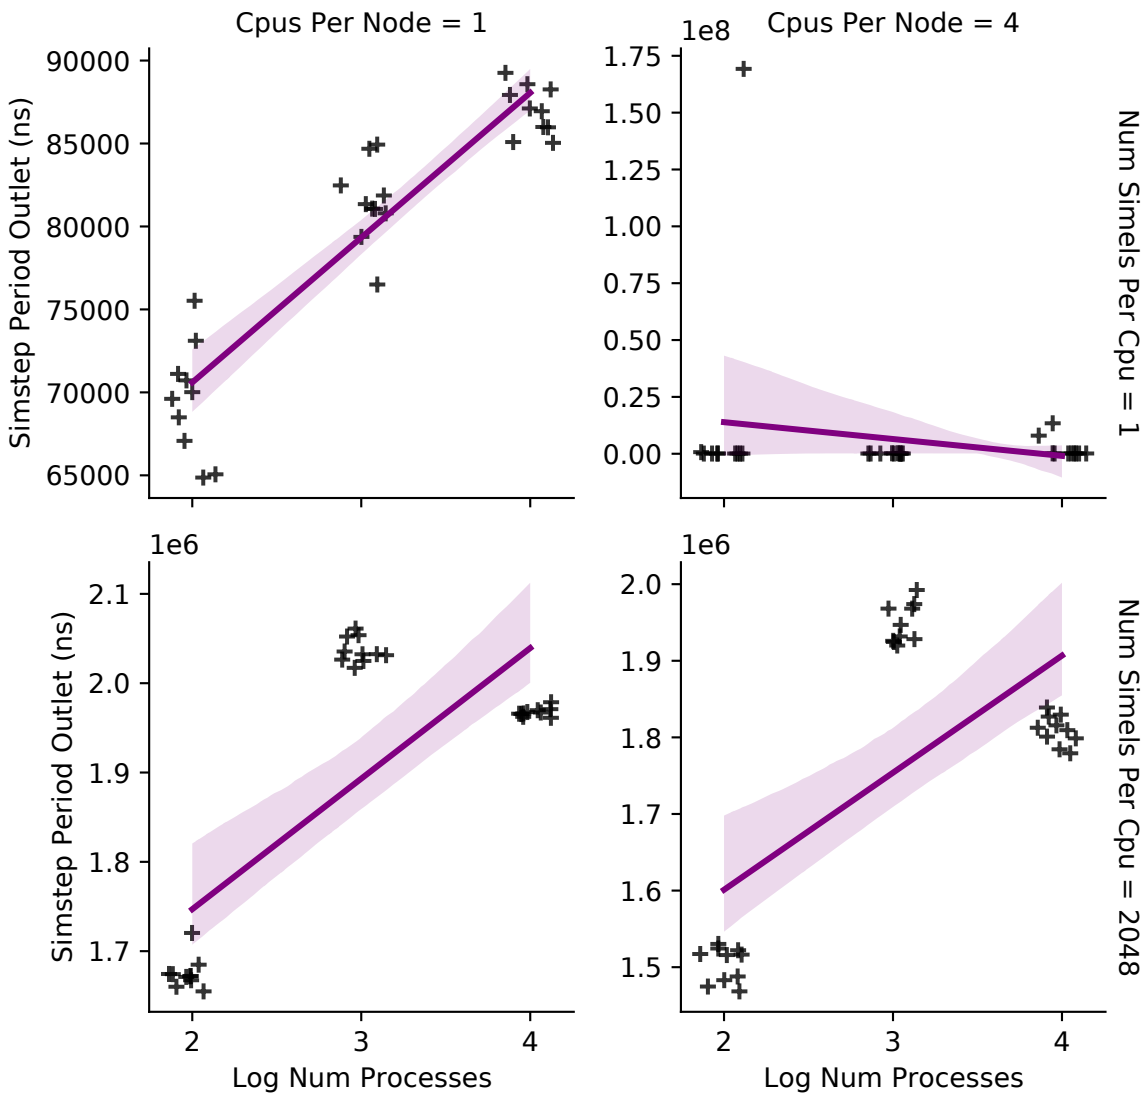 Cpus Per Node = 1
Cpus Per Node = 4
1e8
Simstep Period Outlet (ns)
90000
85000
80000
75000
70000
65000
1.75
1.50
1.25
1.00
0.75
0.50
0.25
0.00
Num Simels Per Cpu = 1
1e6
Simstep Period Outlet (ns)
2.1
2.0
1.9
1.8
1.7
2
3
4
Log Num Processes
1e6
2.0
1.9
1.8
1.7
1.6
1.5
2
3
4
Log Num Processes
Num Simels Per Cpu = 2048